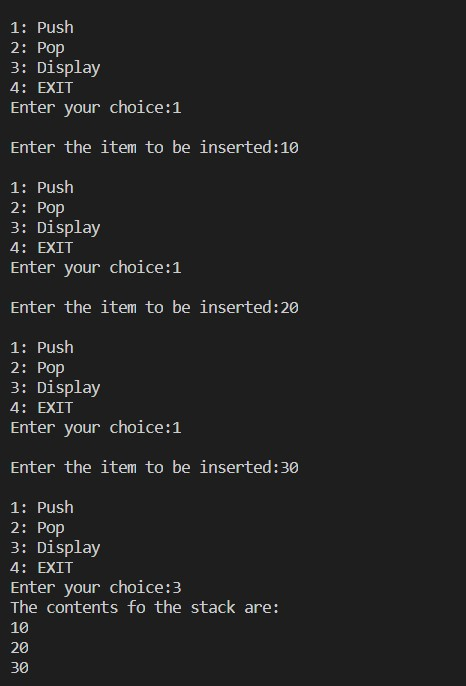 1: Push
2: Pop
3: Display
4: EXIT
Enter your choice:1
Enter the item to be inserted:10
1: Push
2: Pop
3: Display
4: EXIT
Enter your choice:1
Enter the item to be inserted:20
1: Push
2: Pop
3: Display
4: EXIT
Enter your choice:1
Enter the item to be inserted:30
1: Push
2: Pop
3: Display
4: EXIT
Enter your choice:3
The contents fo the stack are:
10
20
30